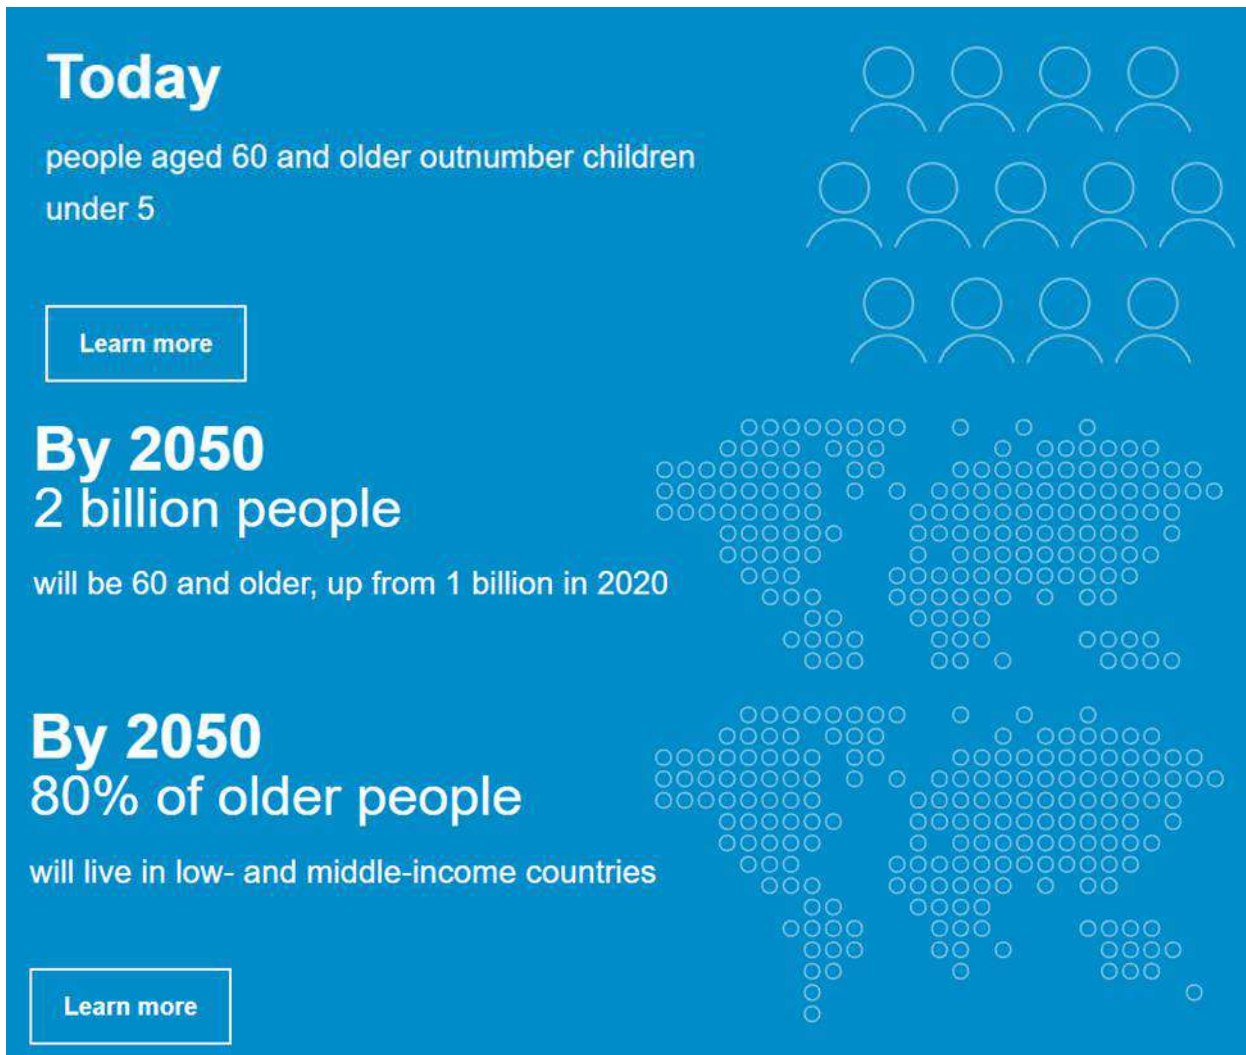 Today
people aged 60 and older outnumber children
under 5
Learn more
By 2050
2 billion people
will be 60 and older, up from 1 billion in 2020
By 2050
80% of older people
will live in low- and middle-income countries
Learn more